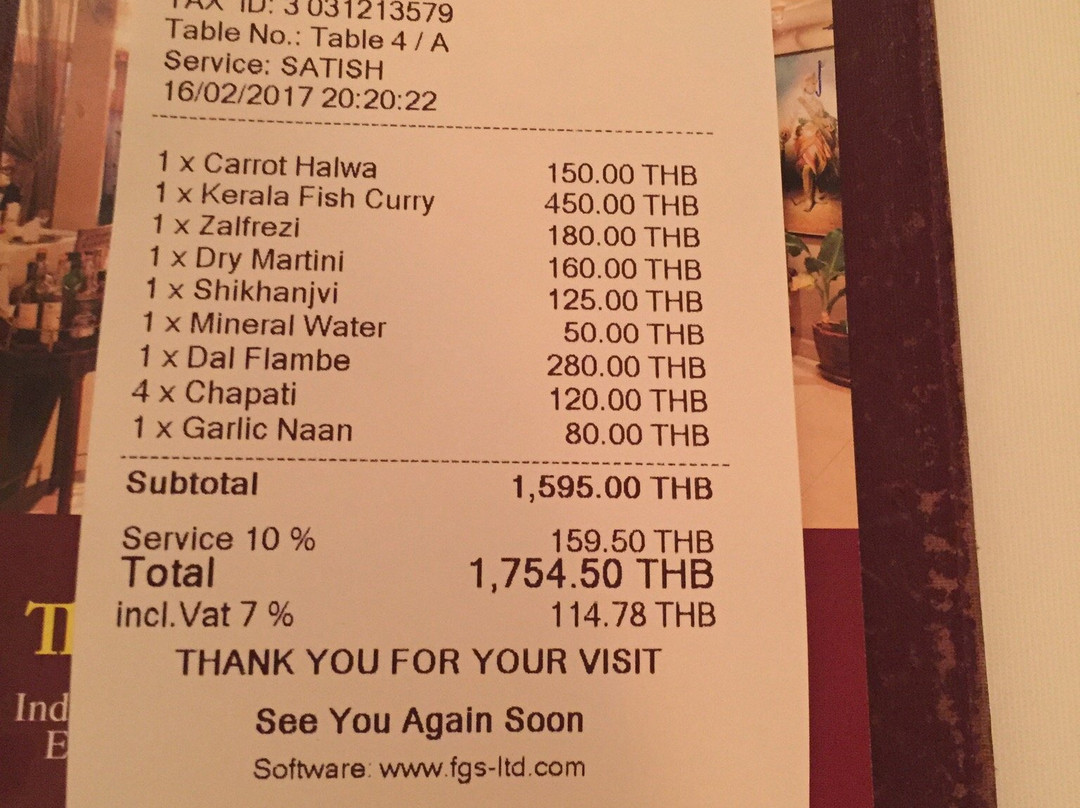 TAX ID: 3 031213579
Table No.: Table 4 / A
Service: SATISH
16/02/2017 20:20:22
1 x Carrot Halwa 150.00 THB
1 x Kerala Fish Curry 450.00 THB
1 x Zalfrezi 180.00 THB
1 x Dry Martini 160.00 THB
1 x Shikhanjvi 125.00 THB
1 x Mineral Water 50.00 THB
1 x Dal Flambe 280.00 THB
4 x Chapati 120.00 THB
1 x Garlic Naan 80.00 THB
Subtotal 1,595.00 THB
Service 10 % 159.50 THB
Total 1,754.50 THB
incl.Vat 7 % 114.78 THB
THANK YOU FOR YOUR VISIT
See You Again Soon
Software: www.fgs-ltd.com